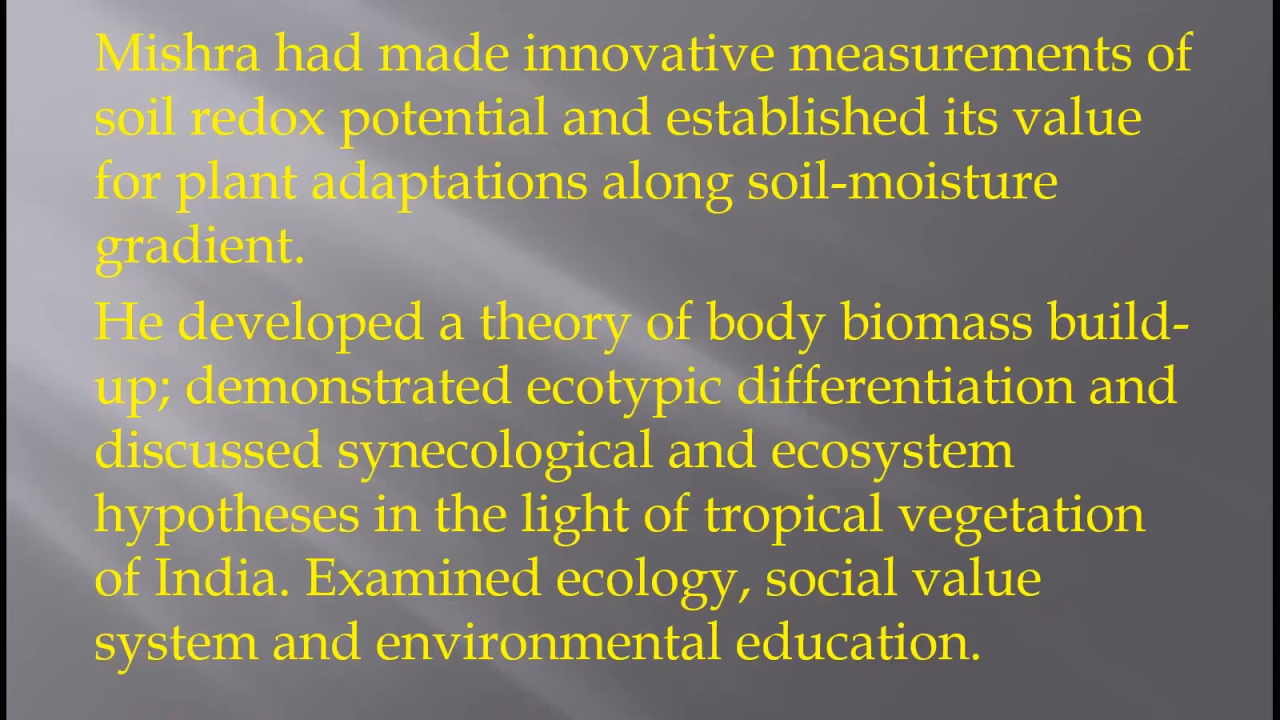 Mishra had made innovative measurements of
soil redox potential and established its value
for plant adaptations along soil-moisture
gradient.
He developed a theory of body biomass build-
up; demonstrated ecotypic differentiation and
discussed synecological and ecosystem
hypotheses in the light of tropical vegetation
of India. Examined ecology, social value
system and environmental education.